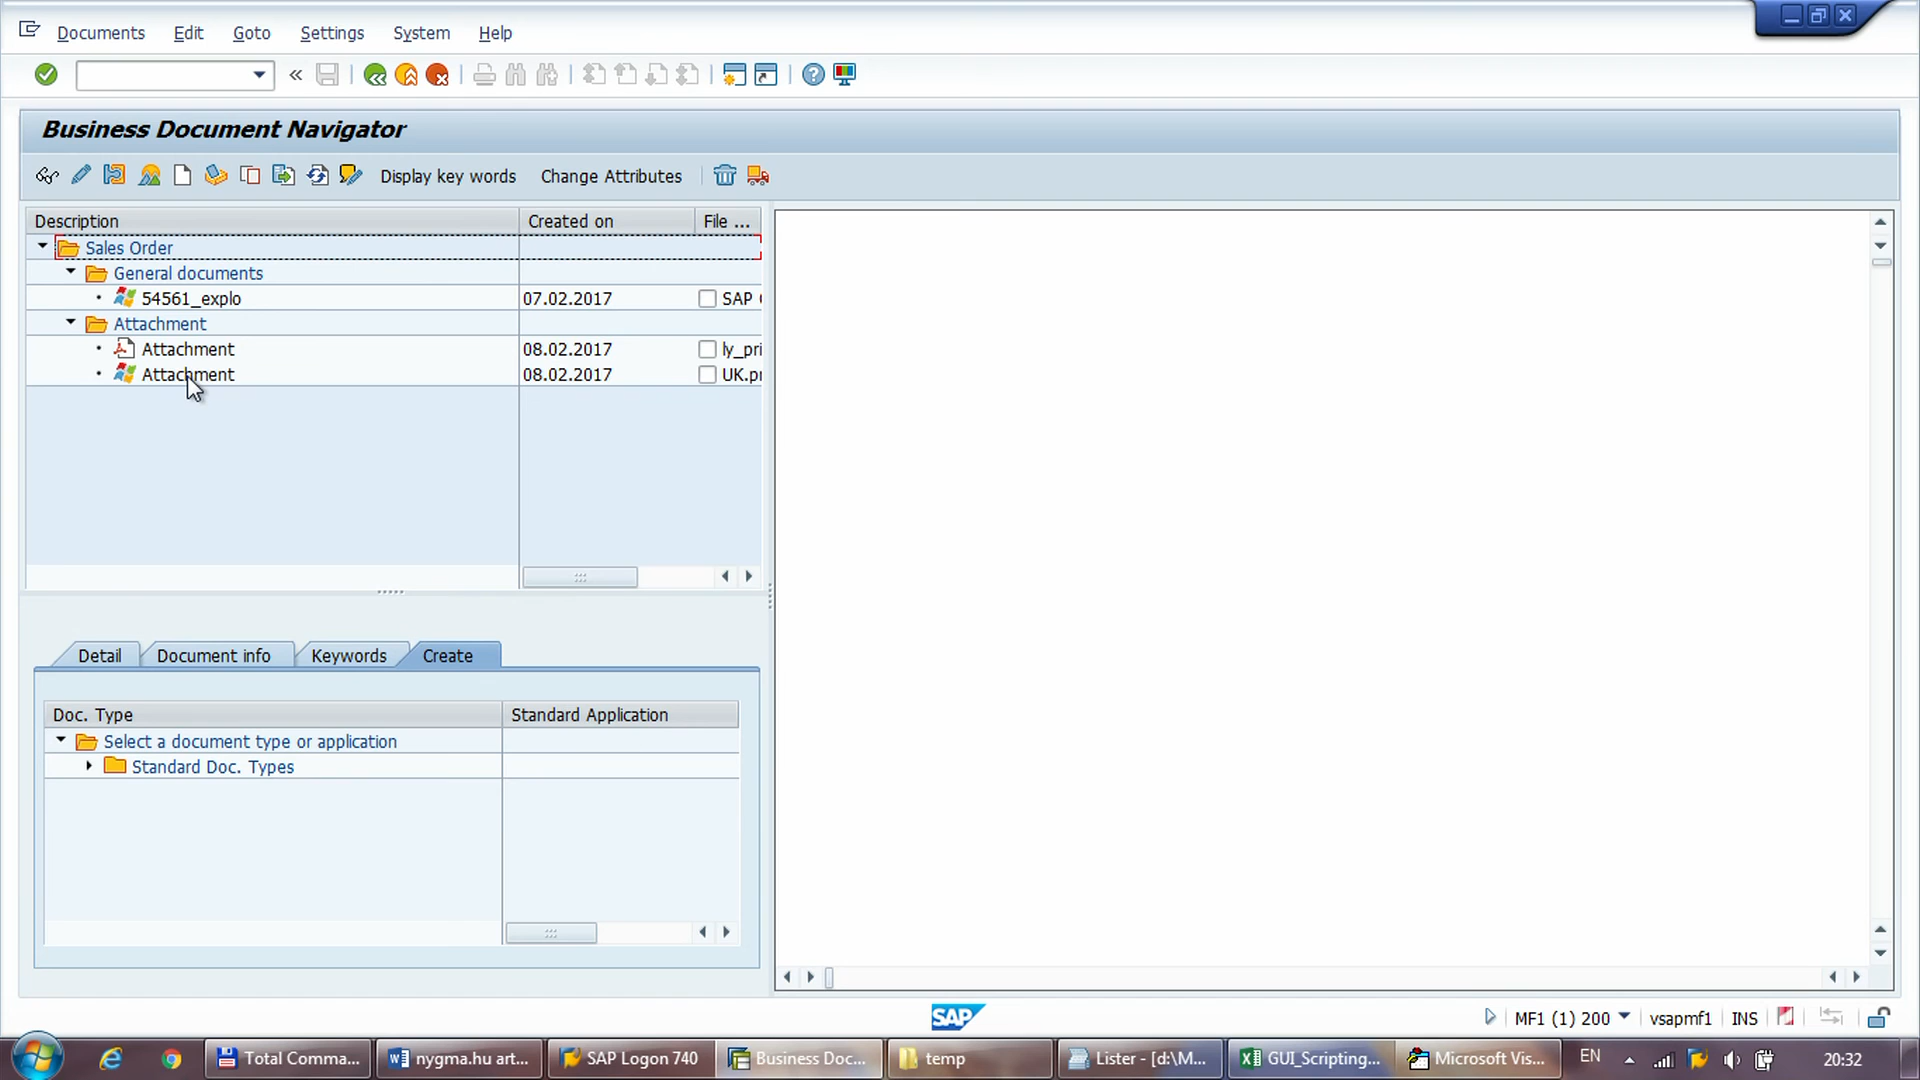 Documents Edit Goto Settings System Help
Business Document Navigator
Display key words Change Attributes
Description Created on File ...
Sales Order
General documents
54561_explo 07.02.2017 SAP
Attachment
Attachment 08.02.2017 ly_pri
Attachment 08.02.2017 UK.pr
Detail Document info Keywords Create
Doc. Type Standard Application
Select a document type or application
Standard Doc. Types
SAP
MF1 (1) 200 vsapmf1 INS
Total Comma... nygma.hu art... SAP Logon 740 Business Doc... temp Lister - [d:\M... GUI_Scripting... Microsoft Vis... EN 20:32